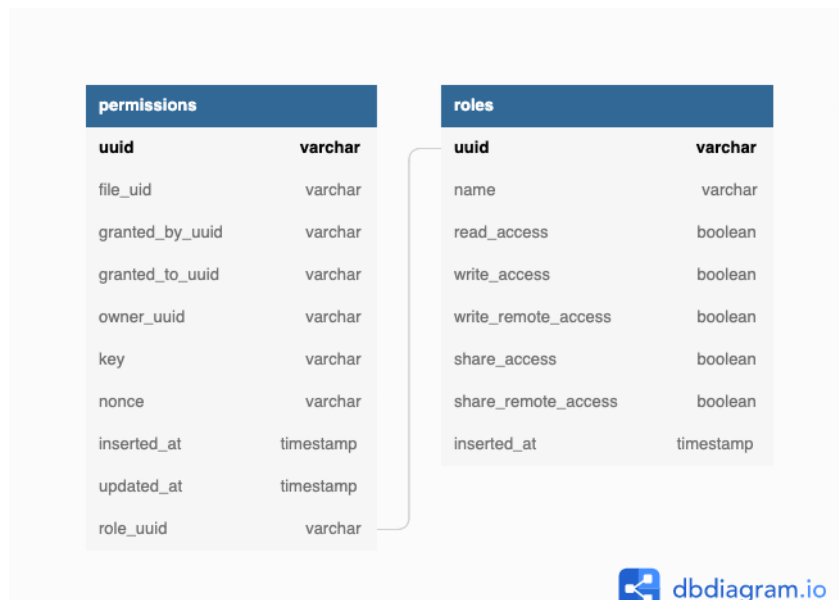 permissions
uuid varchar
file_uid varchar
granted_by_uuid varchar
granted_to_uuid varchar
owner_uuid varchar
key varchar
nonce varchar
inserted_at timestamp
updated_at timestamp
role_uuid varchar
roles
uuid varchar
name varchar
read_access boolean
write_access boolean
write_remote_access boolean
share_access boolean
share_remote_access boolean
inserted_at timestamp
dbdiagram.io